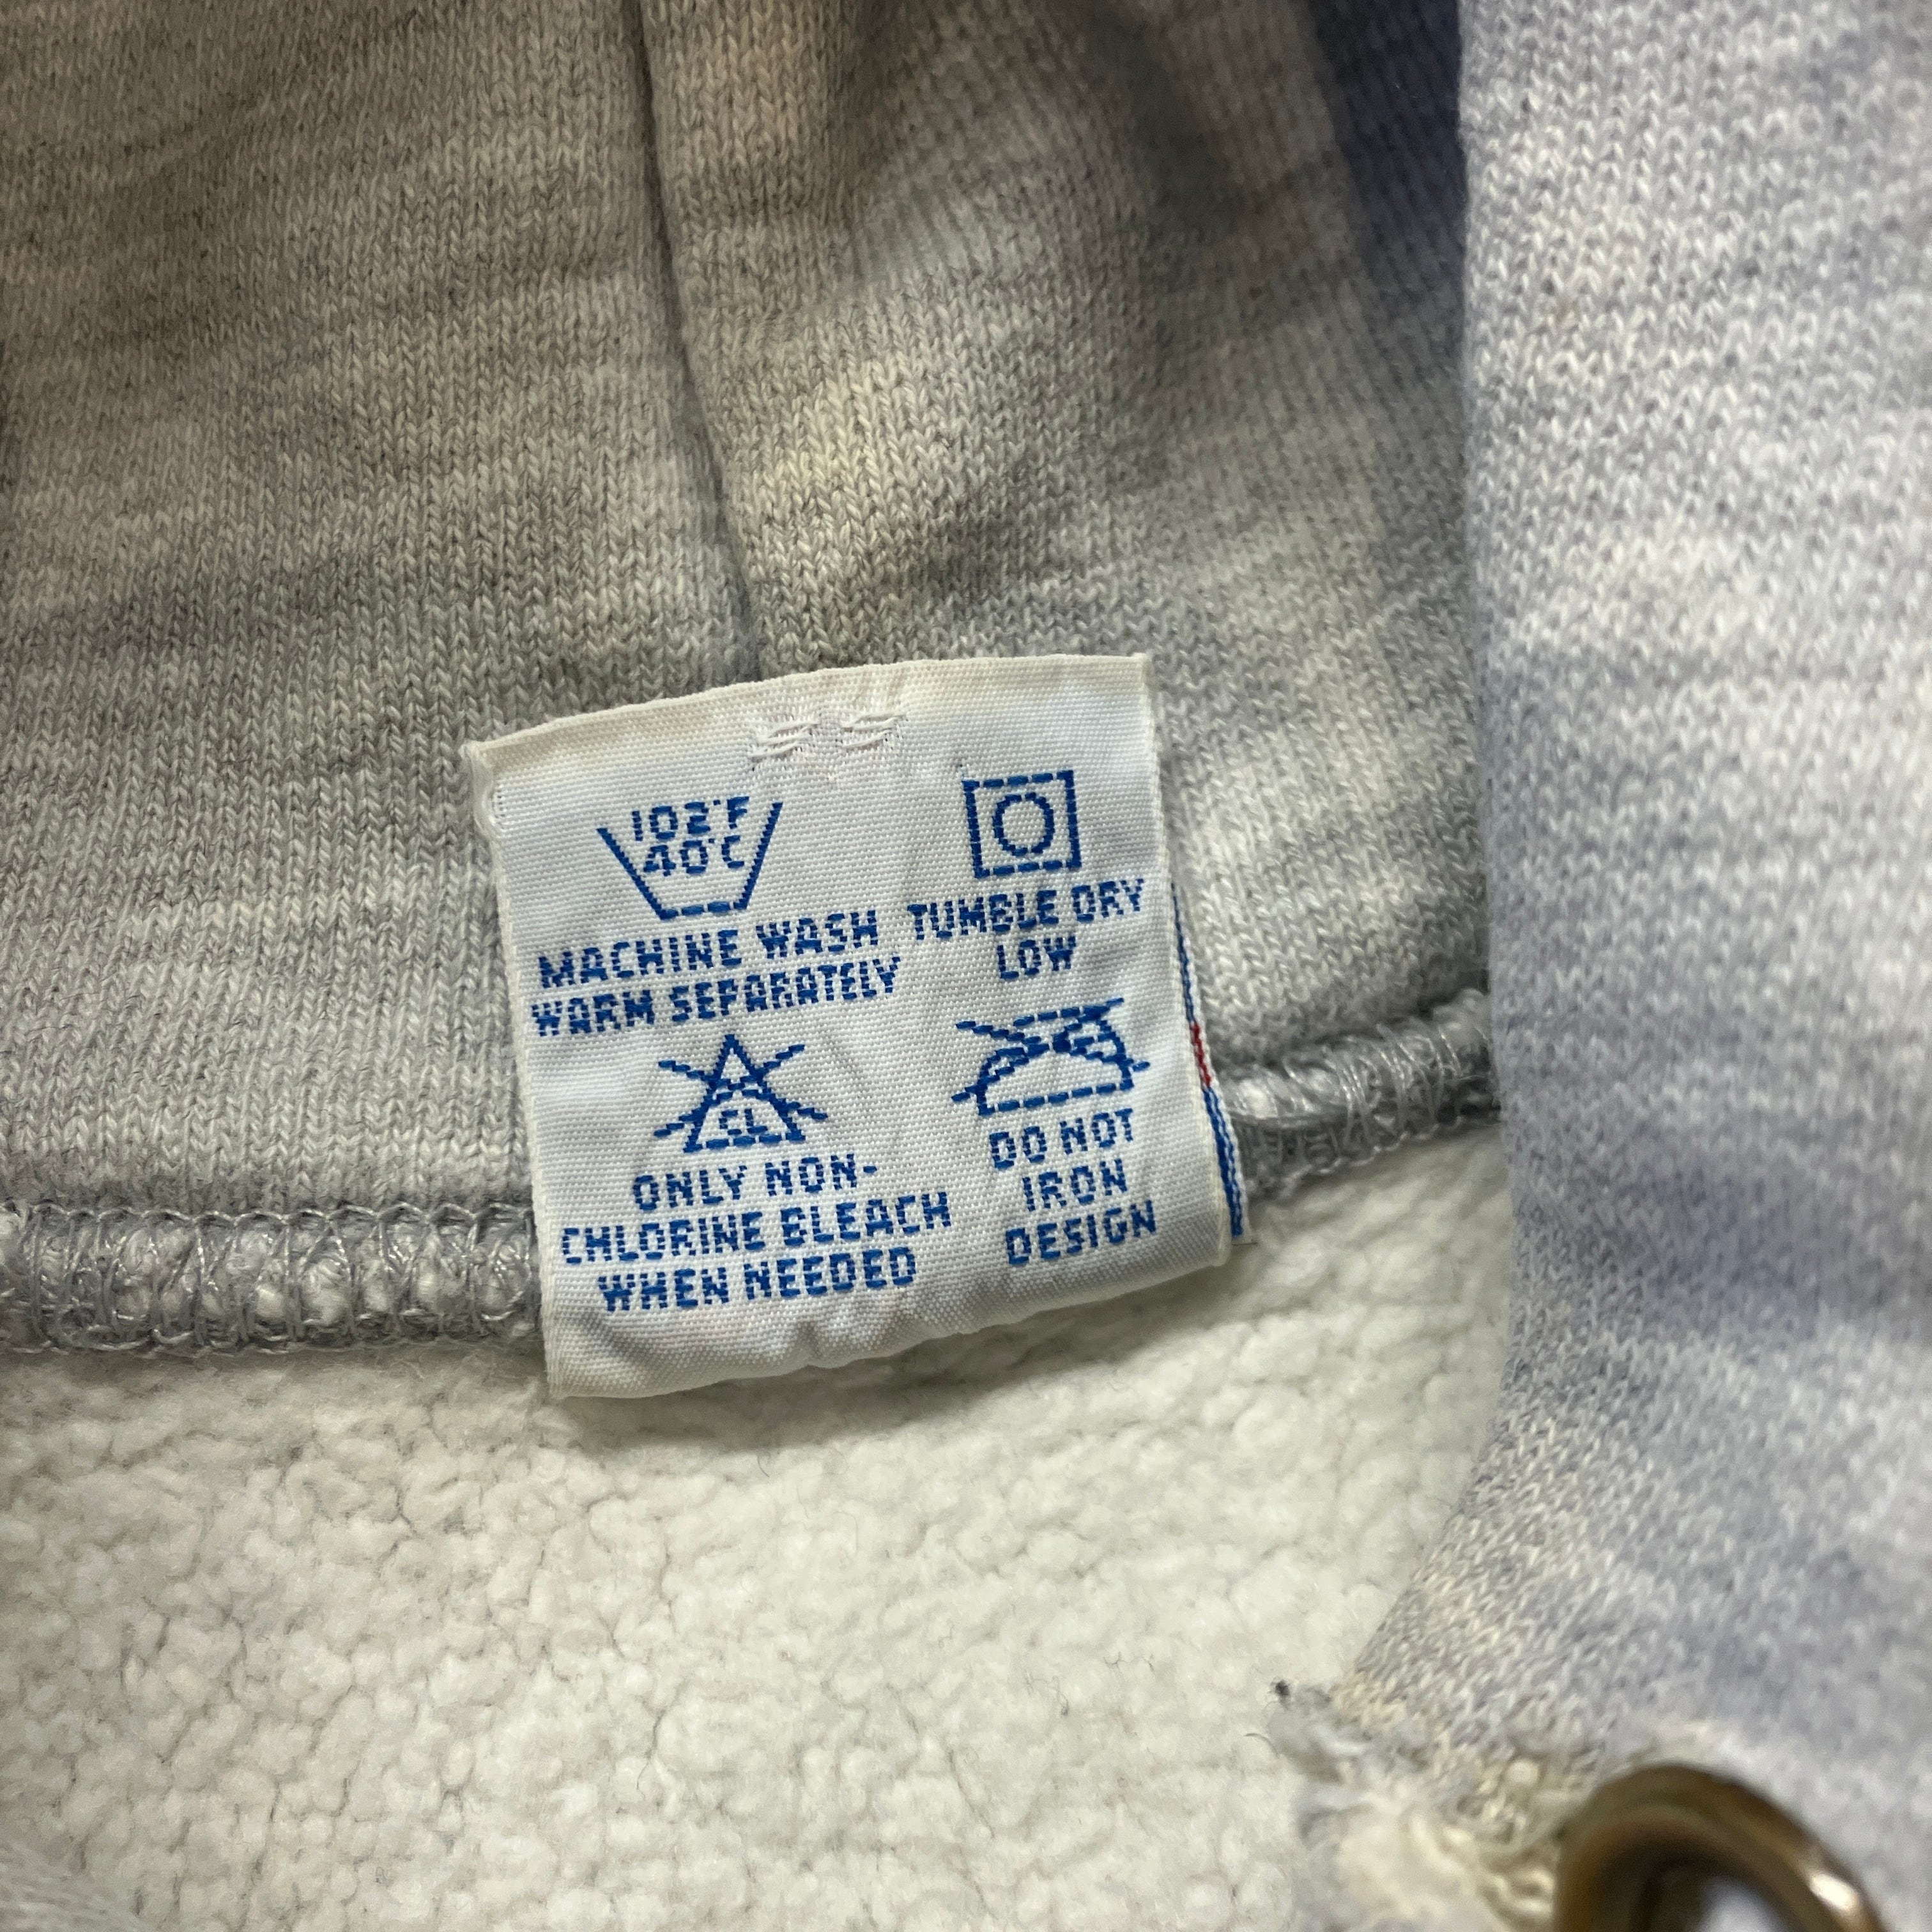 102°F
40°C
MACHINE WASH
WARM SEPARATELY
TUMBLE DRY
LOW
CL
ONLY NON-
CHLORINE BLEACH
WHEN NEEDED
DO NOT
IRON
DESIGN